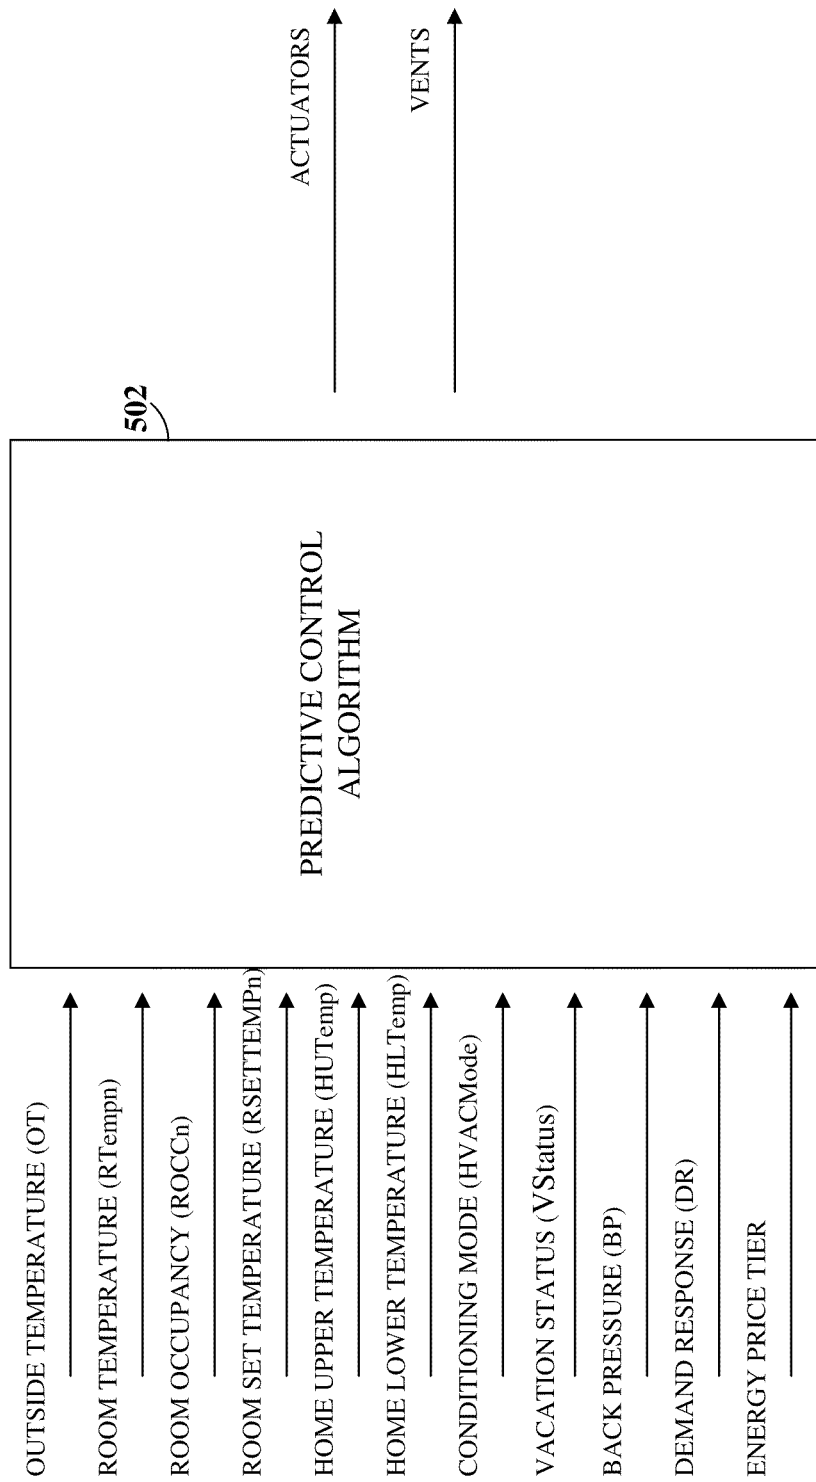 OUTSIDE TEMPERATURE (OT)
ROOM TEMPERATURE (RTempn)
ROOM OCCUPANCY (ROCCn)
ROOM SET TEMPERATURE (RSETTEMPn)
HOME UPPER TEMPERATURE (HUTemp)
HOME LOWER TEMPERATURE (HLTemp)
CONDITIONING MODE (HVACMode)
VACATION STATUS (VStatus)
BACK PRESSURE (BP)
DEMAND RESPONSE (DR)
ENERGY PRICE TIER
PREDICTIVE CONTROL
ALGORITHM
502
ACTUATORS
VENTS